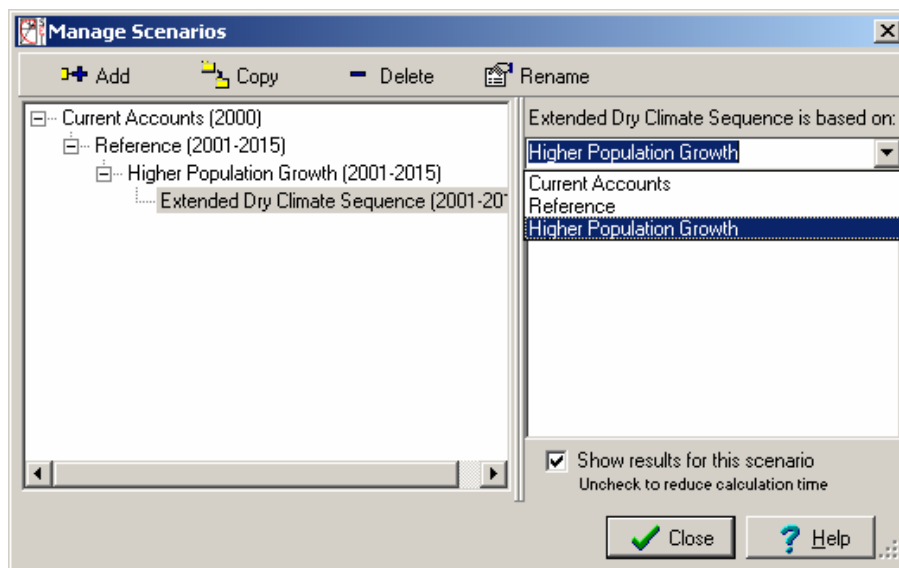 Manage Scenarios
Add Copy Delete Rename
Current Accounts (2000)
Reference (2001-2015)
Higher Population Growth (2001-2015)
Extended Dry Climate Sequence (2001-20
Extended Dry Climate Sequence is based on:
Higher Population Growth
Current Accounts
Reference
Higher Population Growth
Show results for this scenario
Uncheck to reduce calculation time
Close Help